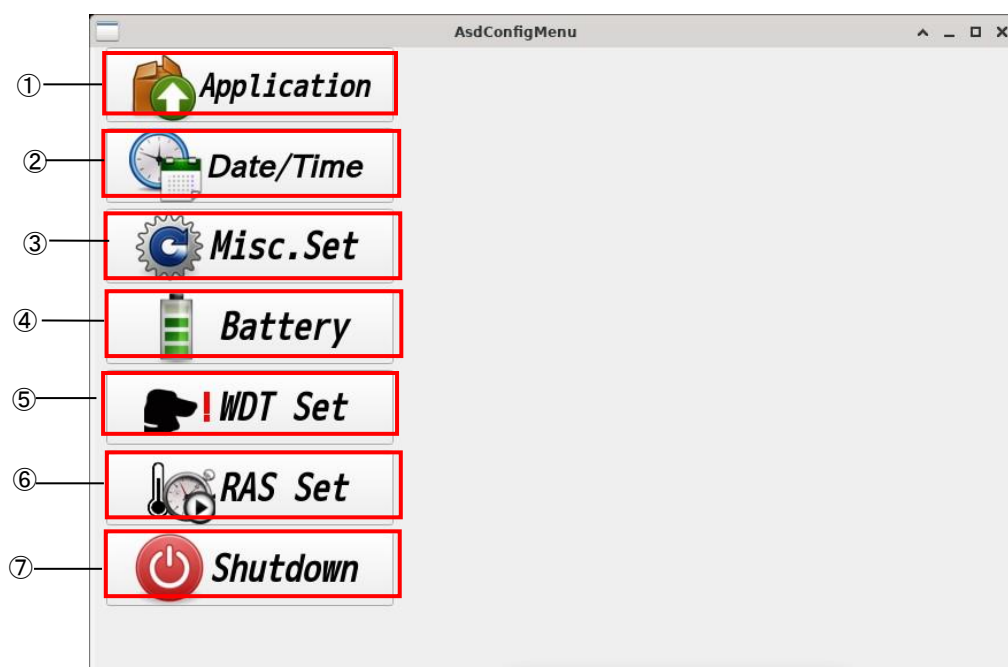 AsdConfigMenu
① Application
② Date/Time
③ Misc.Set
④ Battery
⑤ ! WDT Set
⑥ RAS Set
⑦ Shutdown